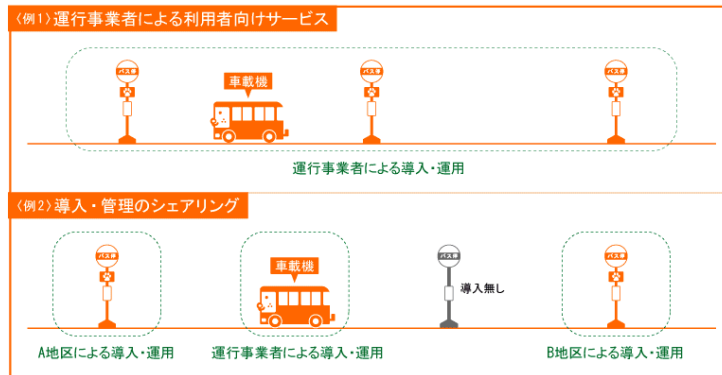 〈例1〉運行事業者による利用者向けサービス
バス停
車載機
バス停
バス停
運行事業者による導入・運用
〈例2〉導入・管理のシェアリング
バス停
車載機
バス停
導入無し
バス停
A地区による導入・運用
運行事業者による導入・運用
B地区による導入・運用